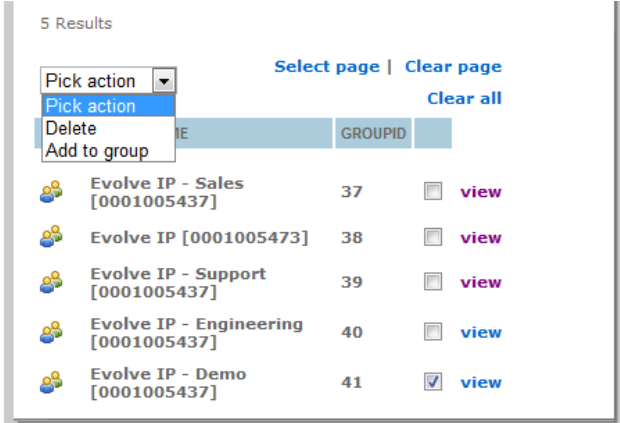 5 Results
Select page | Clear page
Pick action
Clear all
Pick action
Delete
Add to group
GROUPID
Evolve IP - Sales
[0001005437]
37
view
Evolve IP [0001005473]
38
view
Evolve IP - Support
[0001005437]
39
view
Evolve IP - Engineering
[0001005437]
40
view
Evolve IP - Demo
[0001005437]
41
view